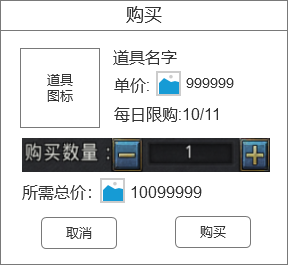 购买
道具
图标
道具名字
单价: 999999
每日限购:10/11
购买数量 : 1
所需总价: 10099999
取消 购买